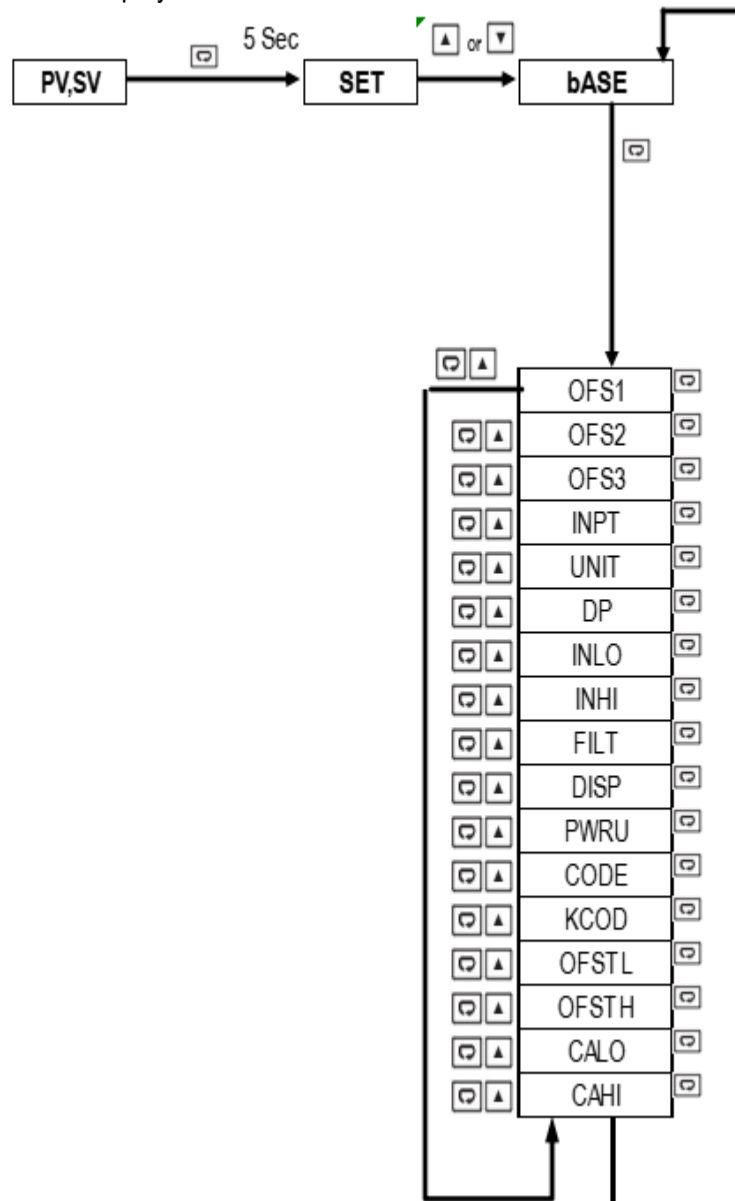 5 Sec
or
PV,SV
SET
bASE
OFS1
OFS2
OFS3
INPT
UNIT
DP
INLO
INHI
FILT
DISP
PWRU
CODE
KCOD
OFSTL
OFSTH
CALO
CAHI